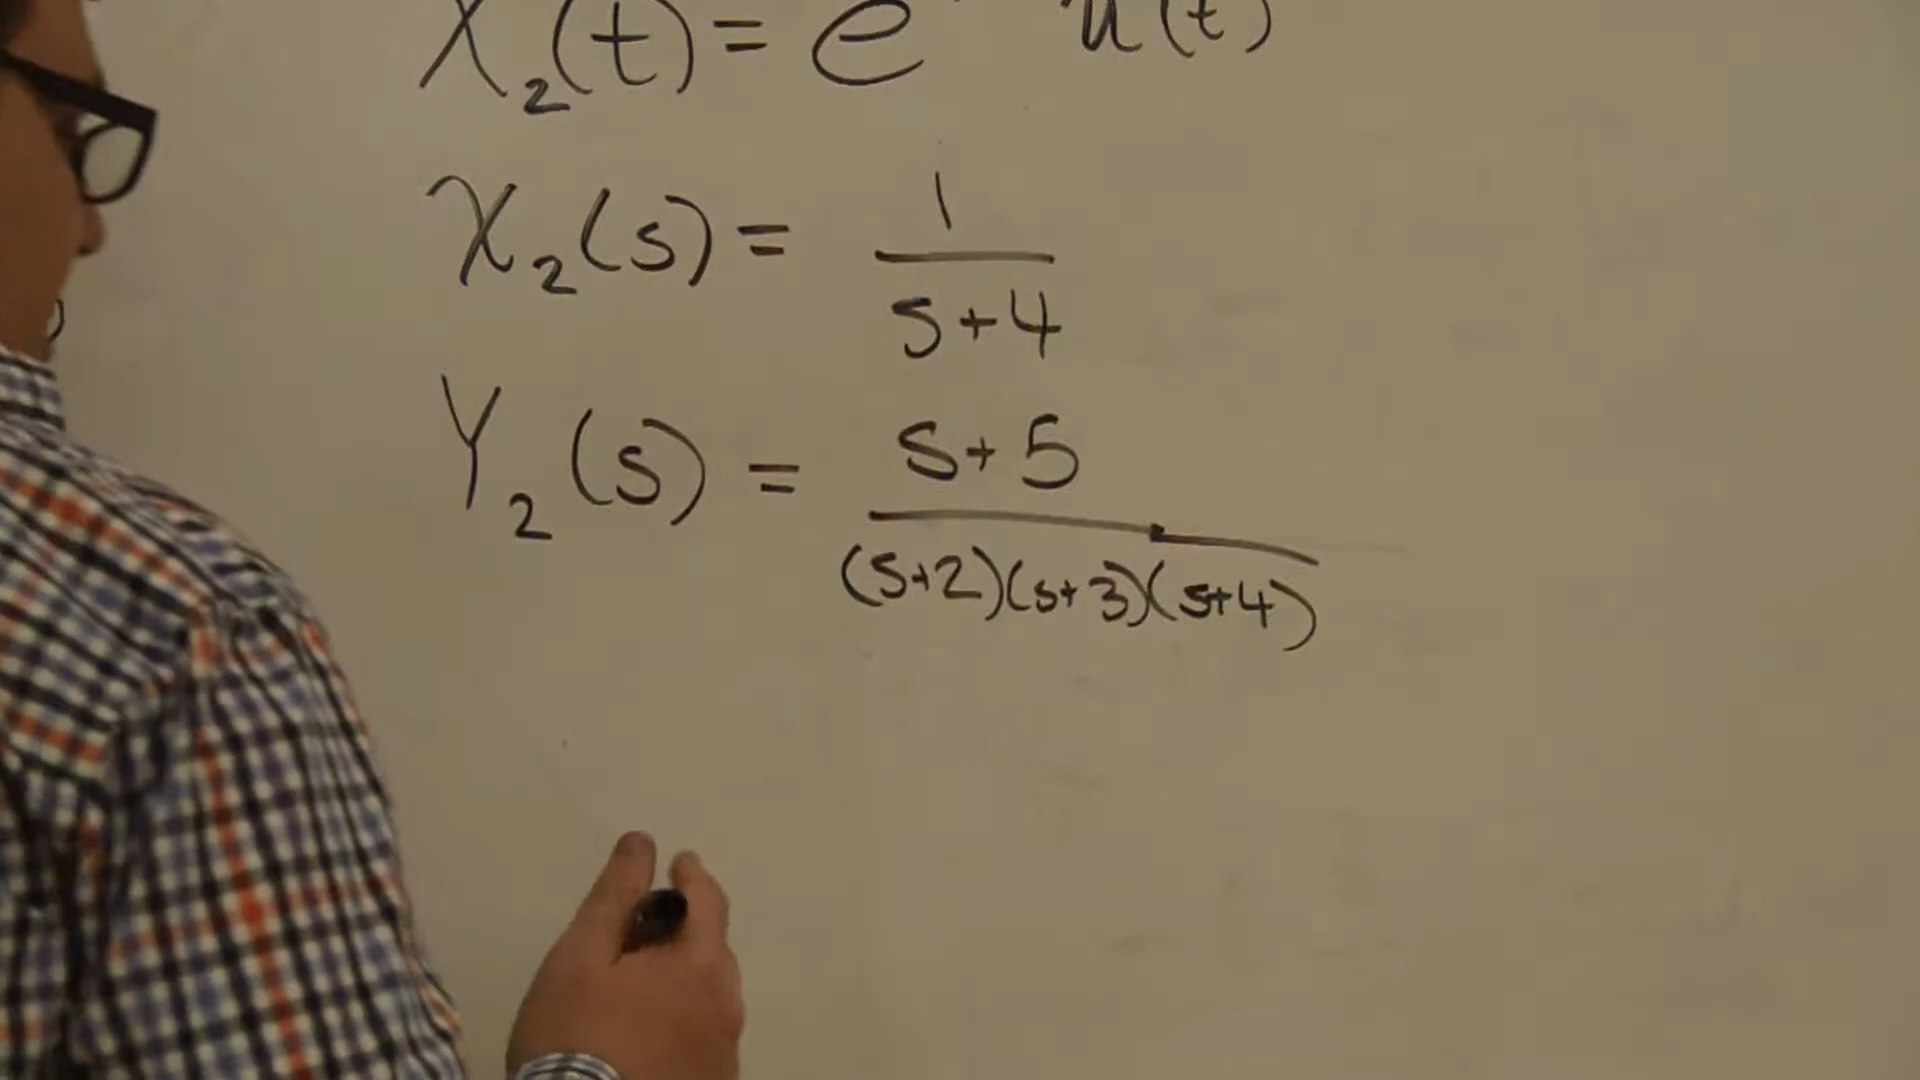 X₂(t) = e u(t)
X₂(s) = 1/(s+4)
Y₂(s) = (s+5)/((s+2)(s+3)(s+4))